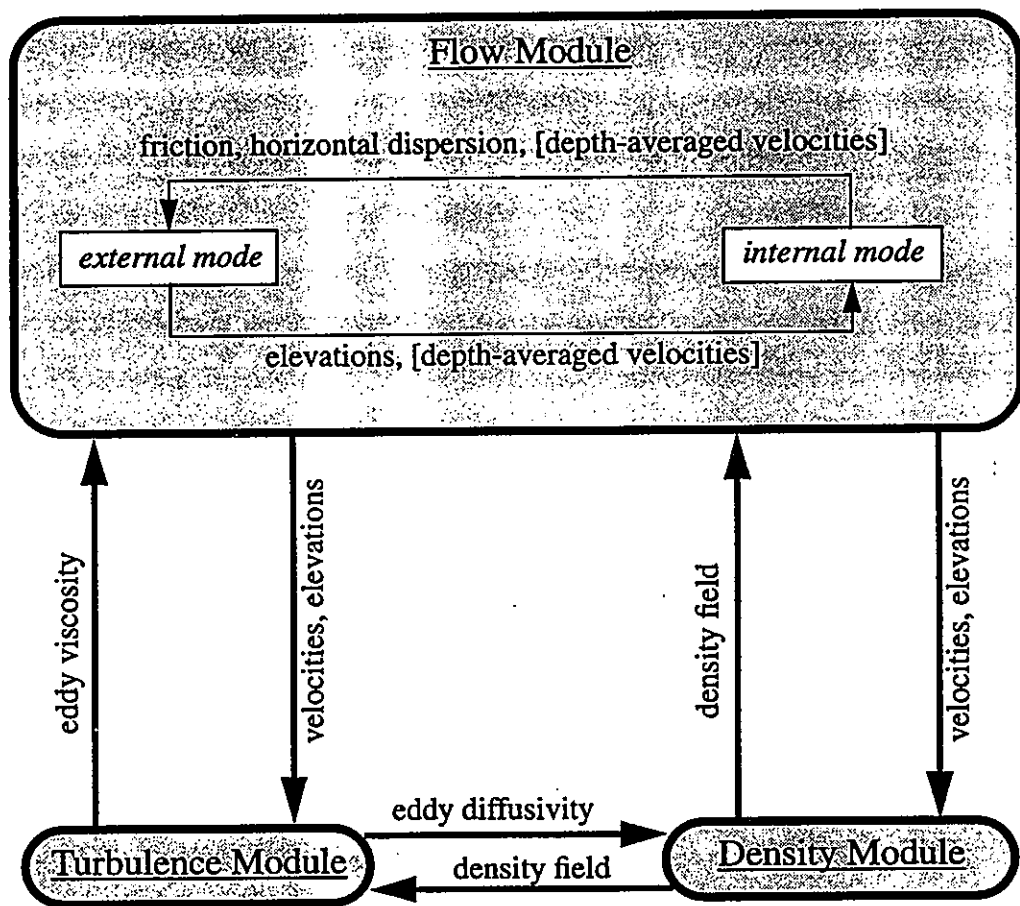 Flow Module
friction, horizontal dispersion, [depth-averaged velocities]
external mode
internal mode
elevations, [depth-averaged velocities]
eddy viscosity
velocities, elevations
density field
velocities, elevations
eddy diffusivity
Turbulence Module
density field
Density Module